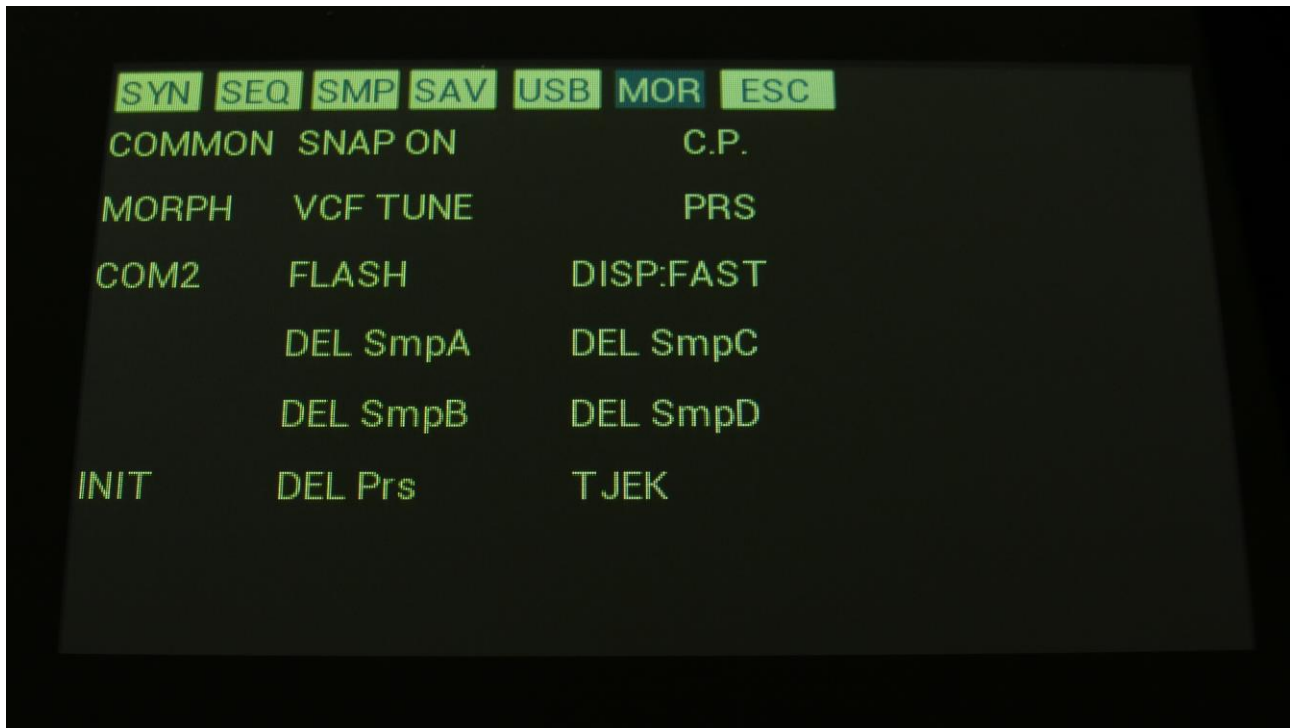 SYN SEQ SMP SAV USB MOR ESC
COMMON SNAP ON C.P.
MORPH VCF TUNE PRS
COM2 FLASH DISP:FAST
DEL SmpA DEL SmpC
DEL SmpB DEL SmpD
INIT DEL Prs TJEK